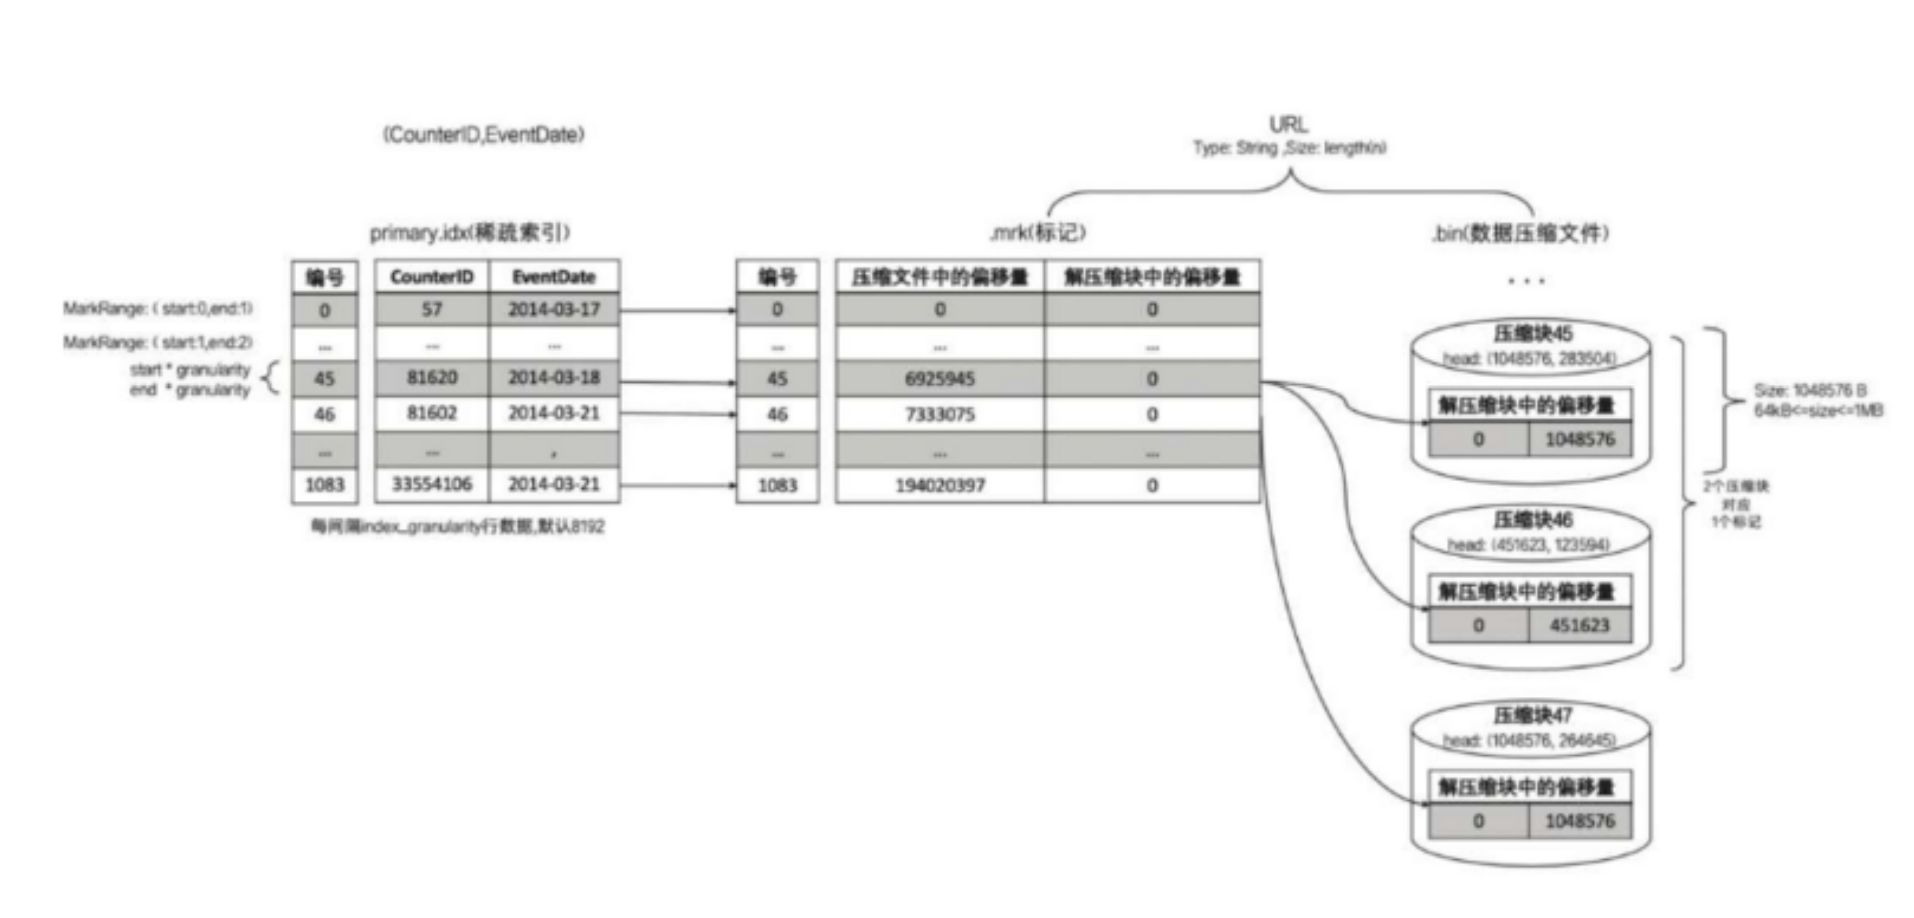 (CounterID,EventDate)
URL
Type: String ,Size: length(n)
primary.idx(稀疏索引)
.mrk(标记)
.bin(数据压缩文件)
编号 CounterID EventDate
编号 压缩文件中的偏移量 解压缩块中的偏移量
...
MarkRange: ( start:0,end:1)
0 57 2014-03-17
0 0 0
MarkRange: ( start:1,end:2)
... ... ...
... ... ...
start * granularity
end * granularity
45 81620 2014-03-18
45 6925945 0
46 81602 2014-03-21
46 7333075 0
... ... ,
... ... ...
1083 33554106 2014-03-21
1083 194020397 0
每间隔index_granularity行数据,默认8192
压缩块45
head: (1048576, 283504)
解压缩块中的偏移量
0 1048576
Size: 1048576 B
64kB<=size<=1MB
2个压缩块
对应
1个标记
压缩块46
head: (451623, 123594)
解压缩块中的偏移量
0 451623
压缩块47
head: (1048576, 264645)
解压缩块中的偏移量
0 1048576